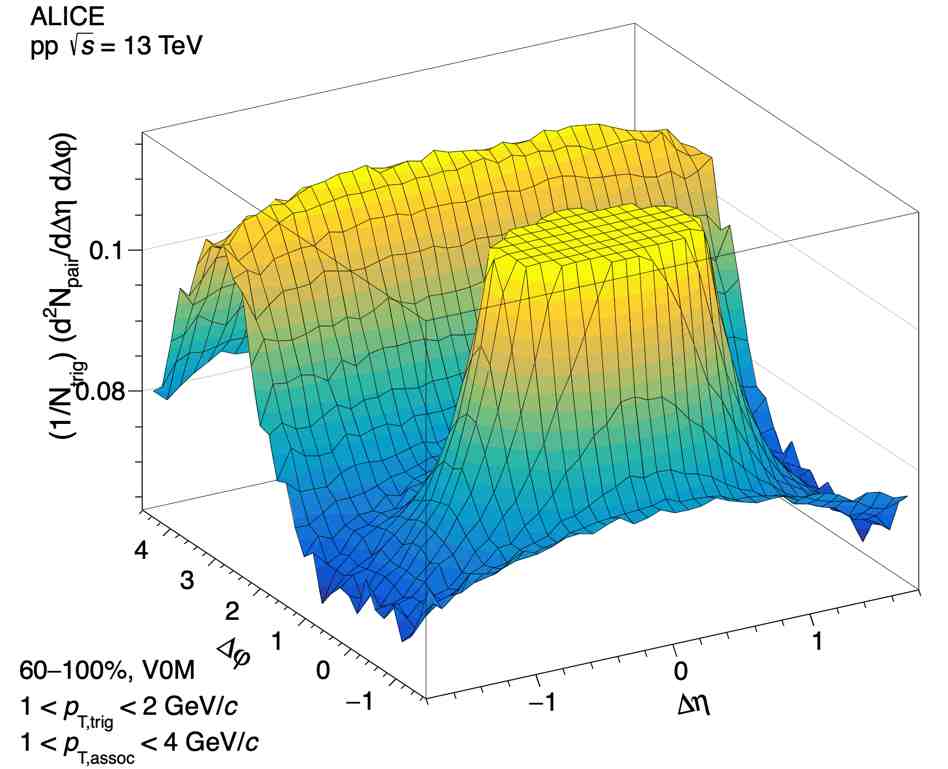 ALICE
pp √s = 13 TeV
(1/N_trig) (d²N_pair/dΔη dΔφ)
0.1
0.08
4
3
2
1
0
−1
Δφ
−1
0
1
Δη
60–100%, V0M
1 < p_T,trig < 2 GeV/c
1 < p_T,assoc < 4 GeV/c